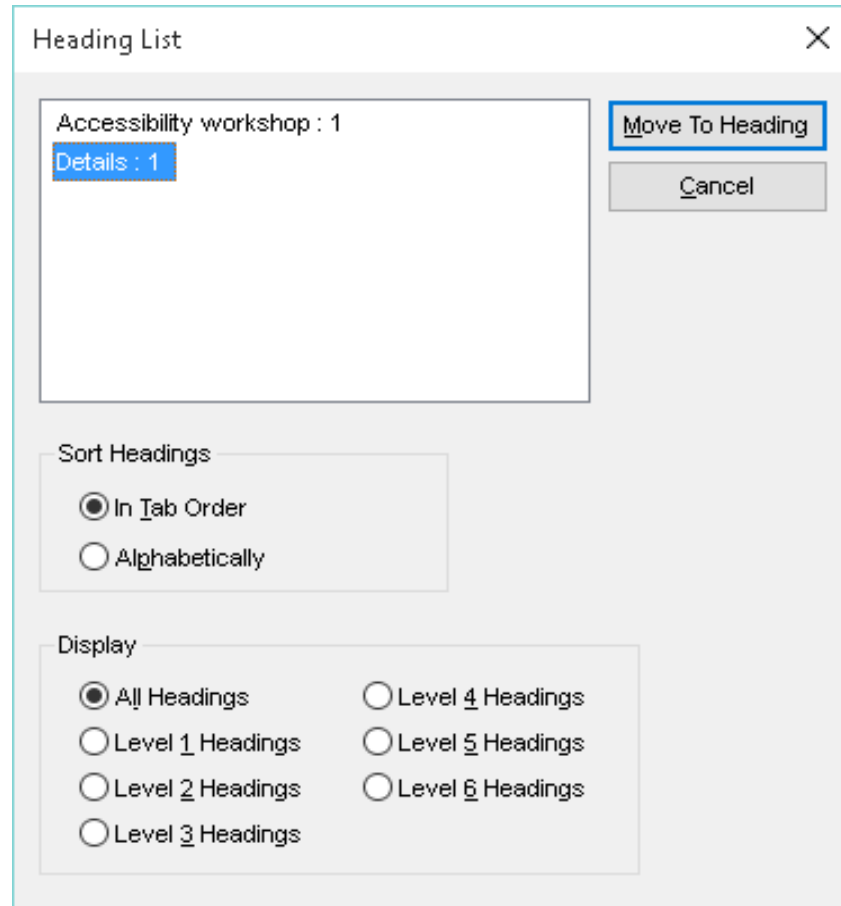 Heading List
Accessibility workshop : 1
Details : 1
Move To Heading
Cancel
Sort Headings
In Tab Order
Alphabetically
Display
All Headings
Level 1 Headings
Level 2 Headings
Level 3 Headings
Level 4 Headings
Level 5 Headings
Level 6 Headings